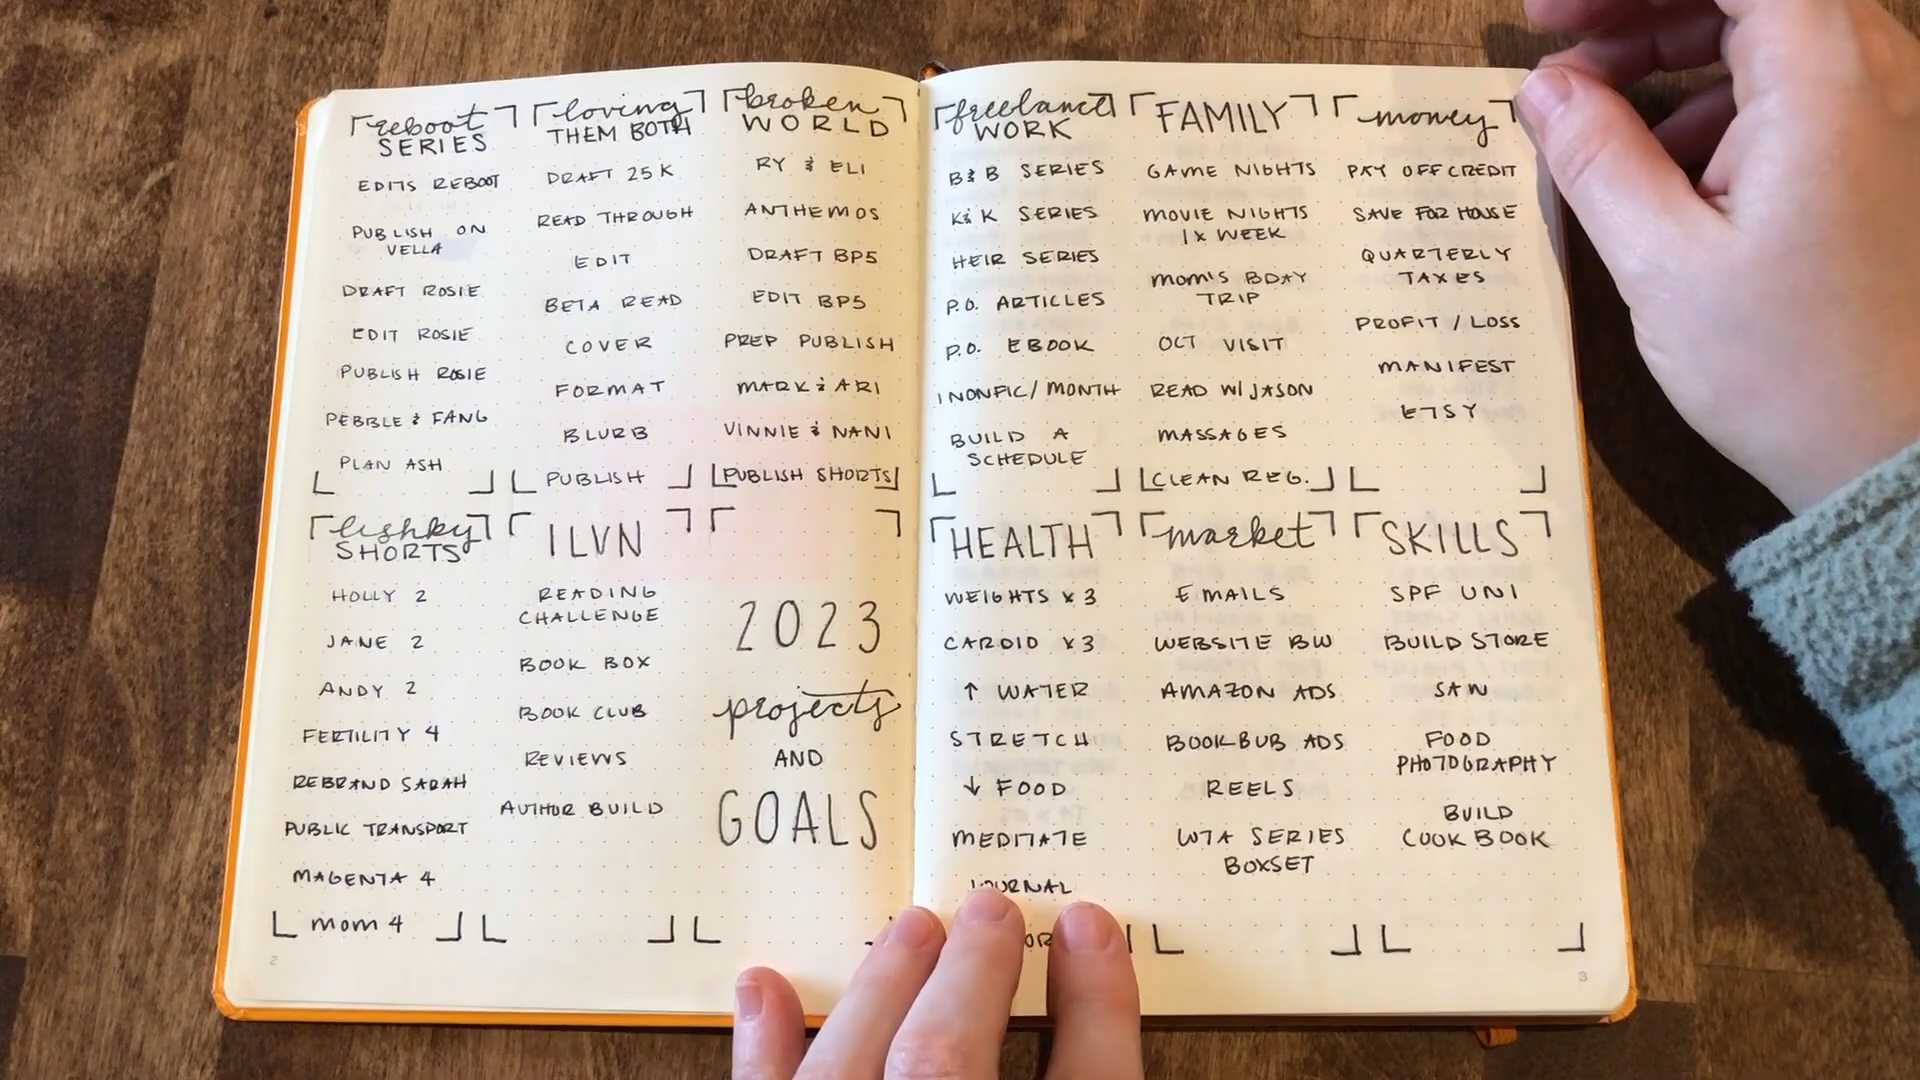 reboot
SERIES
EDITS REBOOT
PUBLISH ON
VELLA
DRAFT ROSIE
EDIT ROSIE
PUBLISH ROSIE
PEBBLE & FANG
PLAN ASH
loving
THEM BOTH
DRAFT 25K
READ THROUGH
EDIT
BETA READ
COVER
FORMAT
BLURB
PUBLISH
broken
WORLD
RY & ELI
ANTHEMOS
DRAFT BP5
EDIT BP5
PREP PUBLISH
MARK & ARI
VINNIE & NANI
PUBLISH SHORTS
lishky
SHORTS
HOLLY 2
JANE 2
ANDY 2
FERTILITY 4
REBRAND SARAH
PUBLIC TRANSPORT
MAGENTA 4
MOM 4
ILVN
READING
CHALLENGE
BOOK BOX
BOOK CLUB
REVIEWS
AUTHOR BUILD
2023
projects
AND
GOALS
2
freelance
WORK
B & B SERIES
K & K SERIES
HEIR SERIES
P.O. ARTICLES
P.O. EBOOK
1 NONFIC/MONTH
BUILD A
SCHEDULE
FAMILY
GAME NIGHTS
MOVIE NIGHTS
1X WEEK
MOM'S BDAY
TRIP
OCT VISIT
READ W/JASON
MASSAGES
CLEAN REG.
money
PAY OFF CREDIT
SAVE FOR HOUSE
QUARTERLY
TAXES
PROFIT / LOSS
MANIFEST
ETSY
HEALTH
WEIGHTS x 3
CARDIO x3
↑ WATER
STRETCH
↓ FOOD
MEDITATE
JOURNAL
market
EMAILS
WEBSITE BW
AMAZON ADS
BOOKBUB ADS
REELS
WTA SERIES
BOXSET
SKILLS
SPF UNI
BUILD STORE
SAW
FOOD
PHOTOGRAPHY
BUILD
COOK BOOK
3